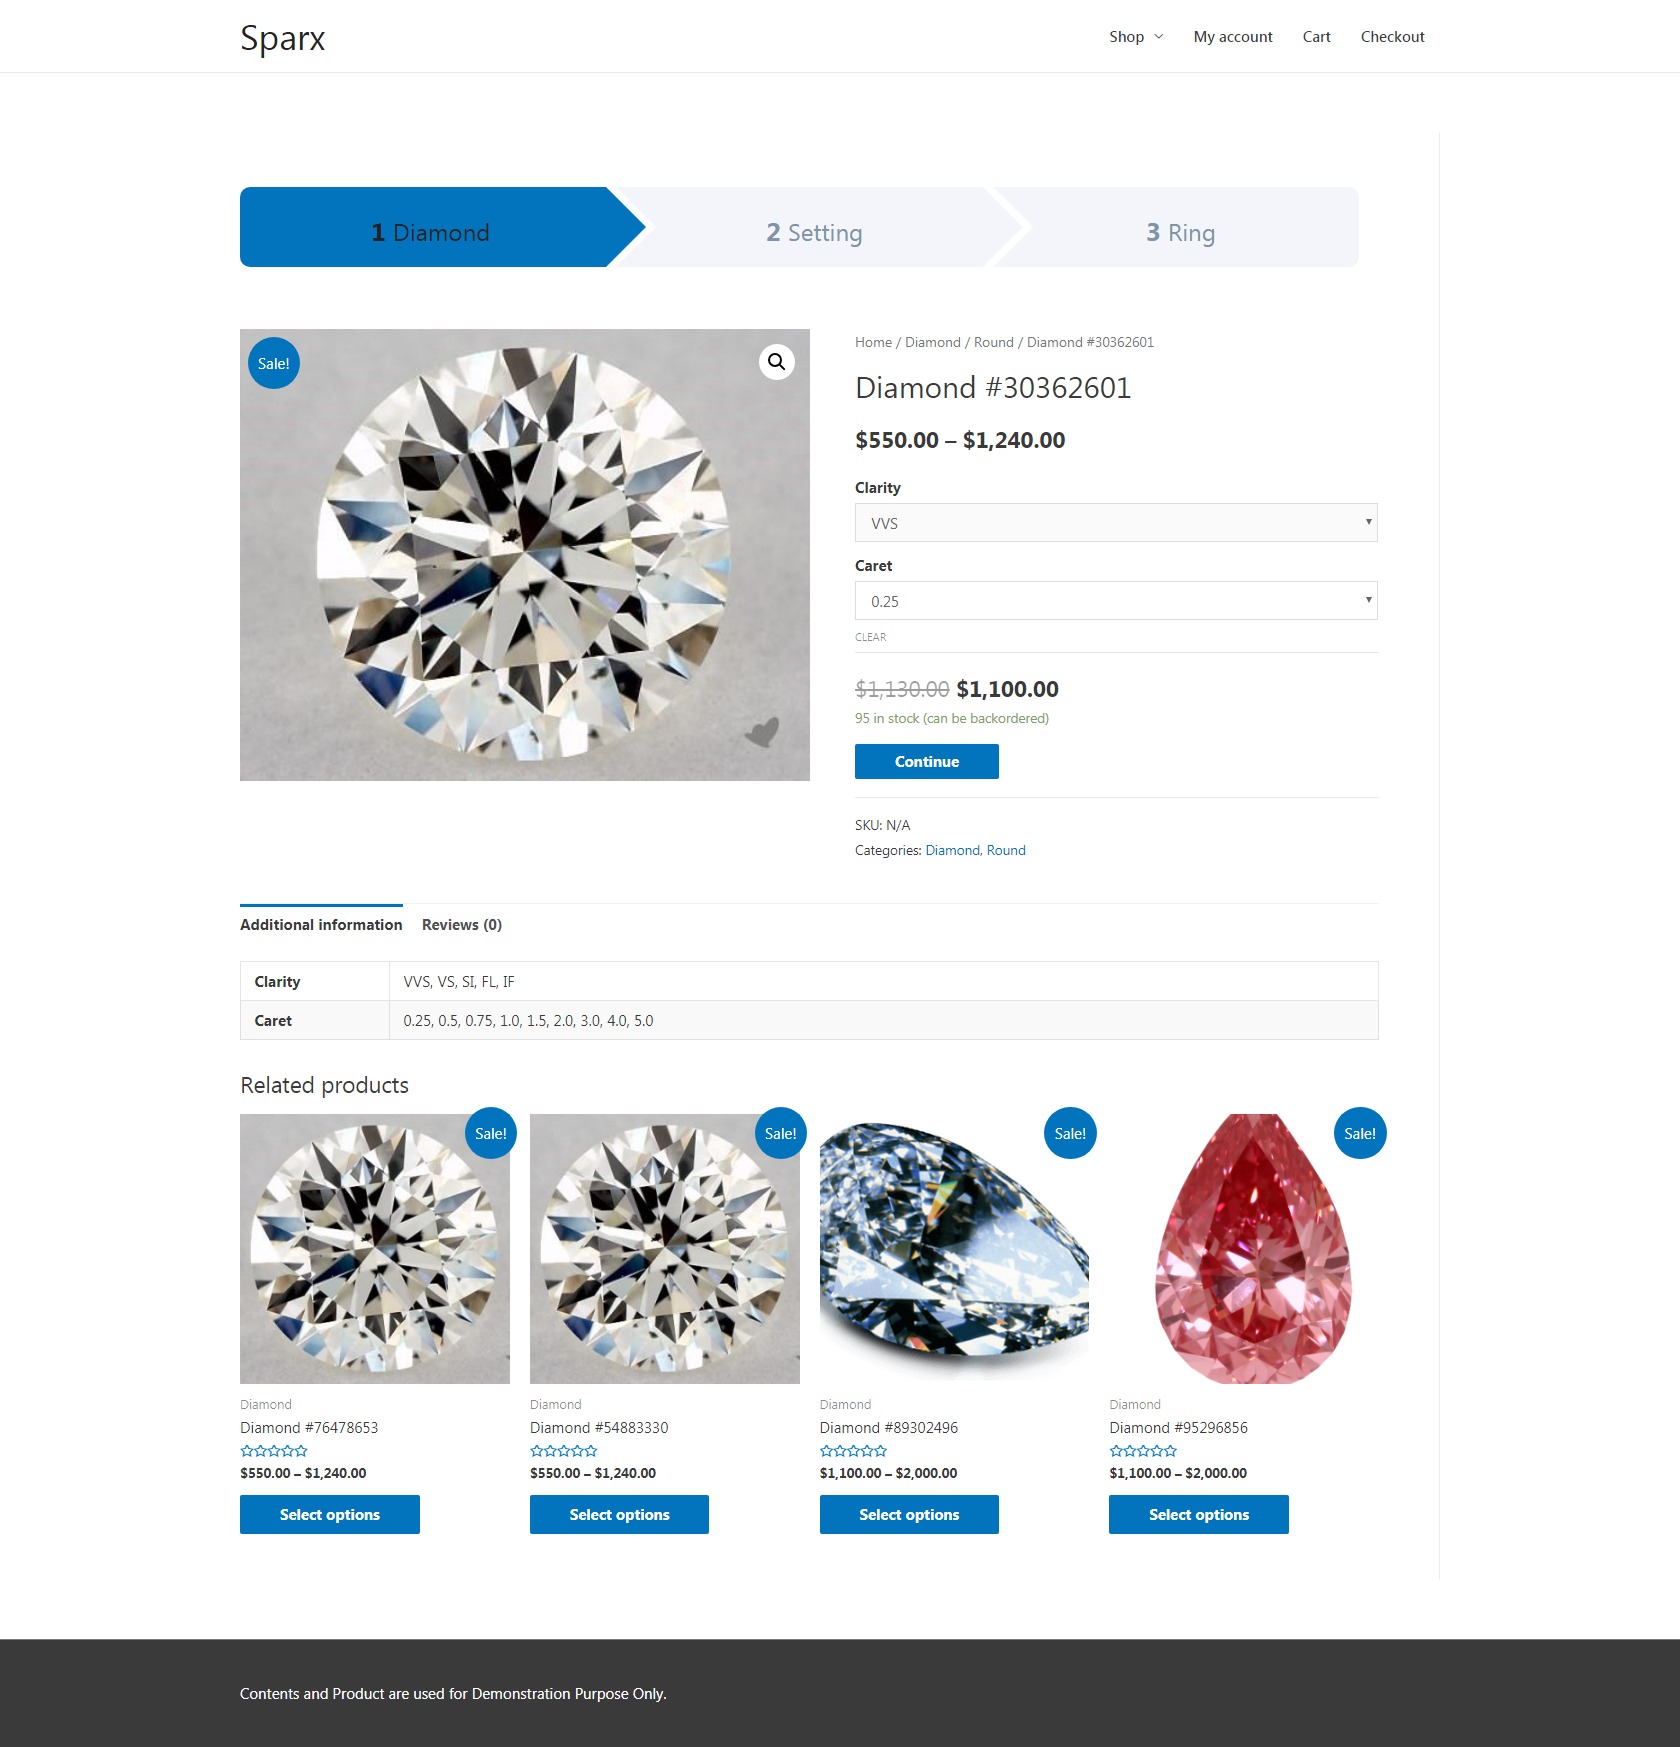 Sparx
Shop My account Cart Checkout
1 Diamond 2 Setting 3 Ring
Sale!
Home / Diamond / Round / Diamond #30362601
Diamond #30362601
$550.00 – $1,240.00
Clarity
VVS
Caret
0.25
CLEAR
$1,130.00 $1,100.00
95 in stock (can be backordered)
Continue
SKU: N/A
Categories: Diamond, Round
Additional information Reviews (0)
Clarity VVS, VS, SI, FL, IF
Caret 0.25, 0.5, 0.75, 1.0, 1.5, 2.0, 3.0, 4.0, 5.0
Related products
Sale! Sale! Sale! Sale!
Diamond Diamond Diamond Diamond
Diamond #76478653 Diamond #54883330 Diamond #89302496 Diamond #95296856
$550.00 – $1,240.00 $550.00 – $1,240.00 $1,100.00 – $2,000.00 $1,100.00 – $2,000.00
Select options Select options Select options Select options
Contents and Product are used for Demonstration Purpose Only.